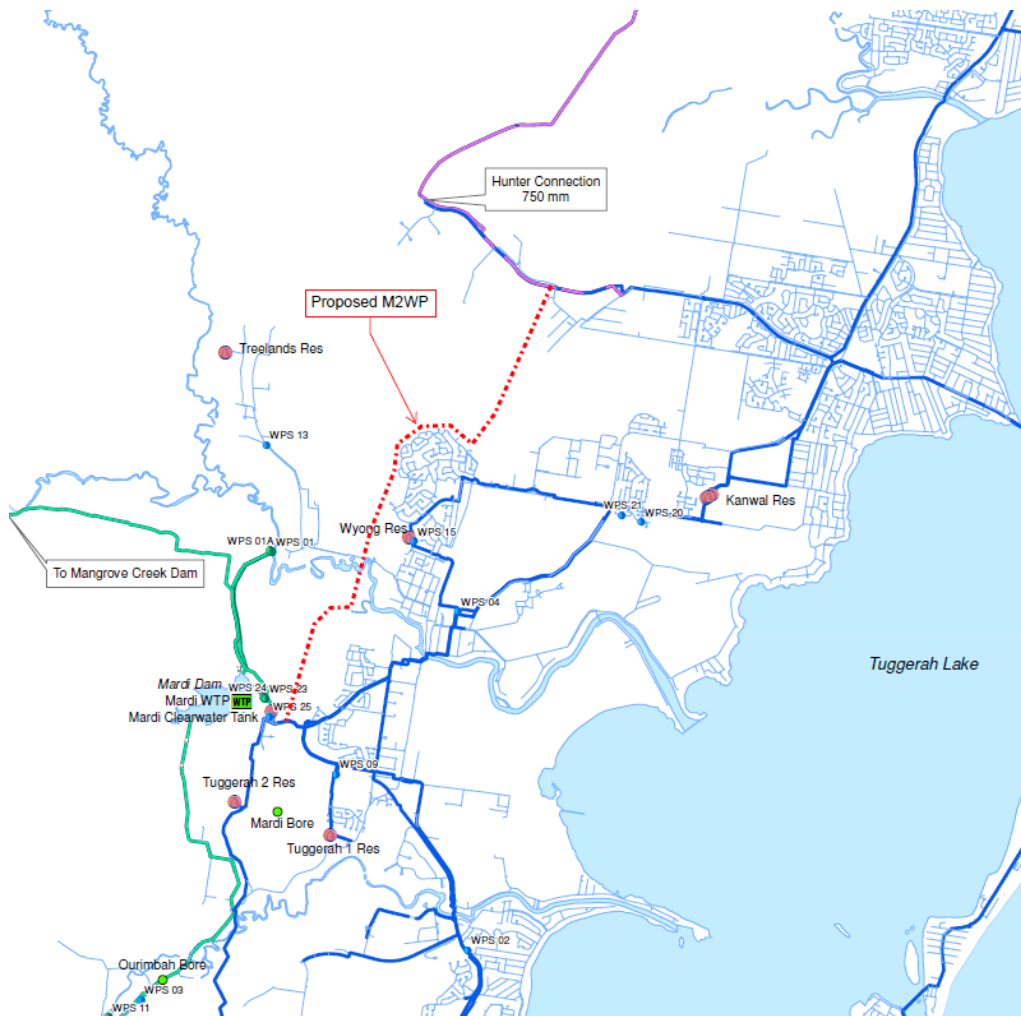 Hunter Connection
750 mm
Proposed M2WP
Treelands Res
WPS 13
Kanwal Res
WPS 21
WPS 20
Wyong Res
WPS 15
WPS 01A
WPS 01
To Mangrove Creek Dam
WPS 04
Tuggerah Lake
Mardi Dam
WPS 24
WPS 23
Mardi WTP
WTP
WPS 25
Mardi Clearwater Tank
WPS 09
Tuggerah 2 Res
Mardi Bore
Tuggerah 1 Res
WPS 02
Ourimbah Bore
WPS 03
WPS 11